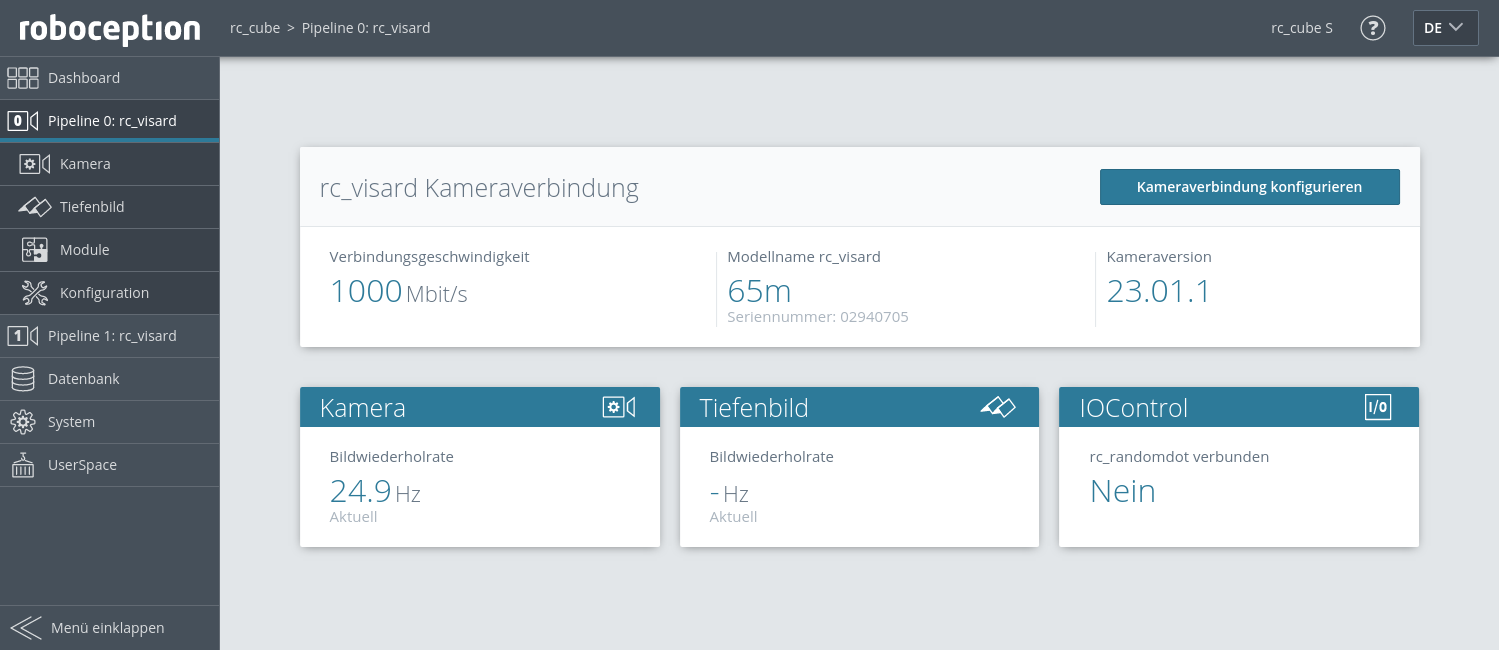 roboception
rc_cube > Pipeline 0: rc_visard
rc_cube S
?
DE
Dashboard
0 Pipeline 0: rc_visard
Kamera
Tiefenbild
Module
Konfiguration
1 Pipeline 1: rc_visard
Datenbank
System
UserSpace
Menü einklappen
rc_visard Kameraverbindung
Kameraverbindung konfigurieren
Verbindungsgeschwindigkeit
1000 Mbit/s
Modellname rc_visard
65m
Seriennummer: 02940705
Kameraversion
23.01.1
Kamera
Bildwiederholrate
24.9 Hz
Aktuell
Tiefenbild
Bildwiederholrate
- Hz
Aktuell
IOControl
I/O
rc_randomdot verbunden
Nein